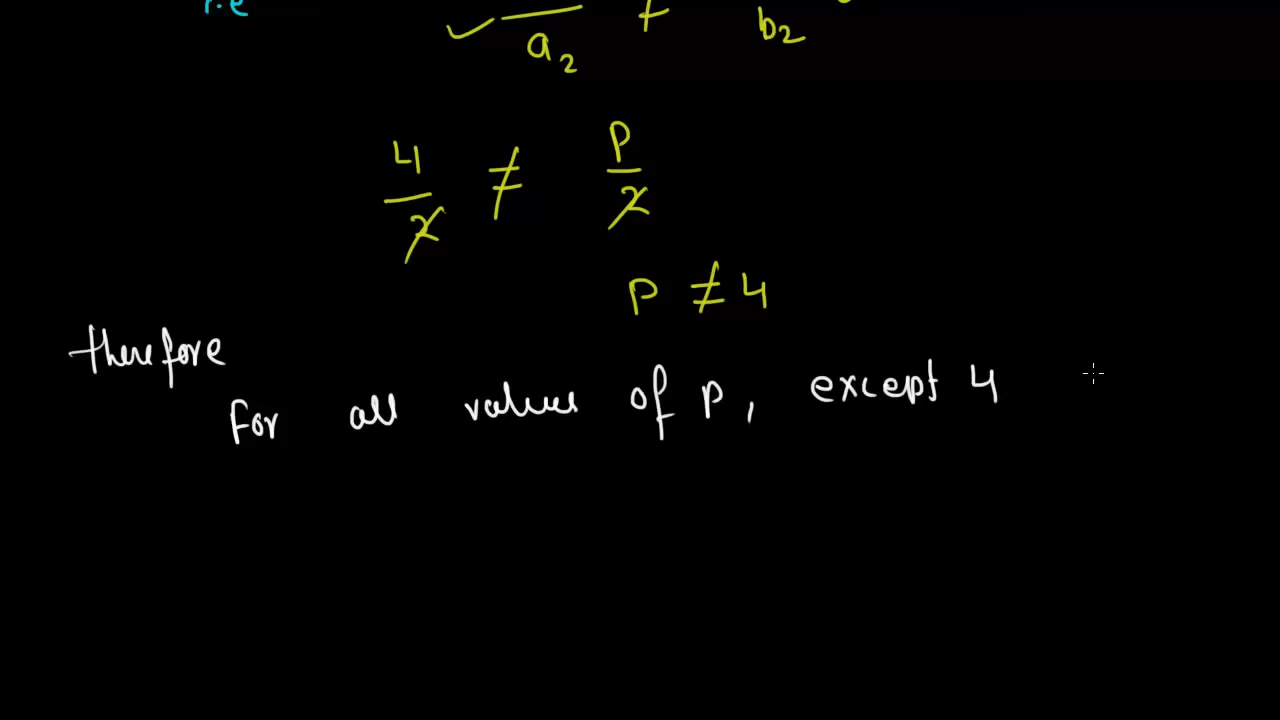 i.e
a2 ≠ b2
4/2 ≠ p/2
P ≠ 4
therefore
For all values of p, except 4